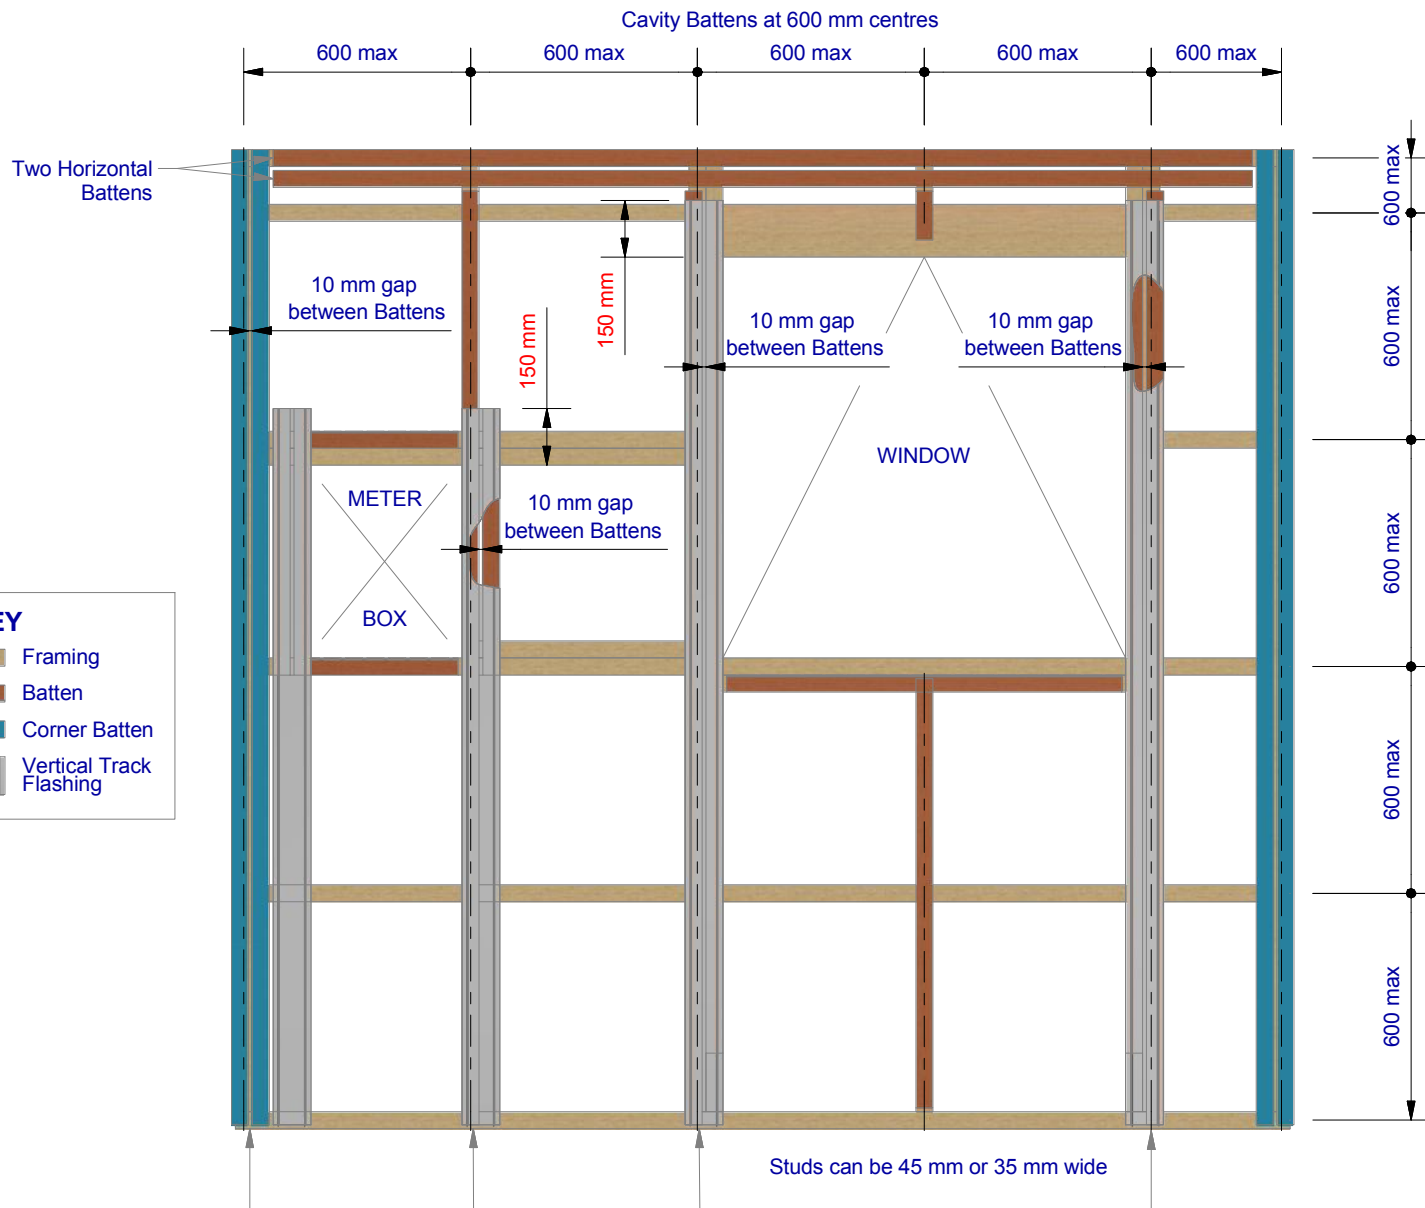 Cavity Battens at 600 mm centres
600 max
600 max
600 max
600 max
600 max
Two Horizontal
Battens
600 max
10 mm gap
between Battens
150 mm
150 mm
10 mm gap
between Battens
10 mm gap
between Battens
600 max
WINDOW
METER
BOX
10 mm gap
between Battens
600 max
EY
Framing
Batten
Corner Batten
Vertical Track
Flashing
600 max
600 max
Studs can be 45 mm or 35 mm wide